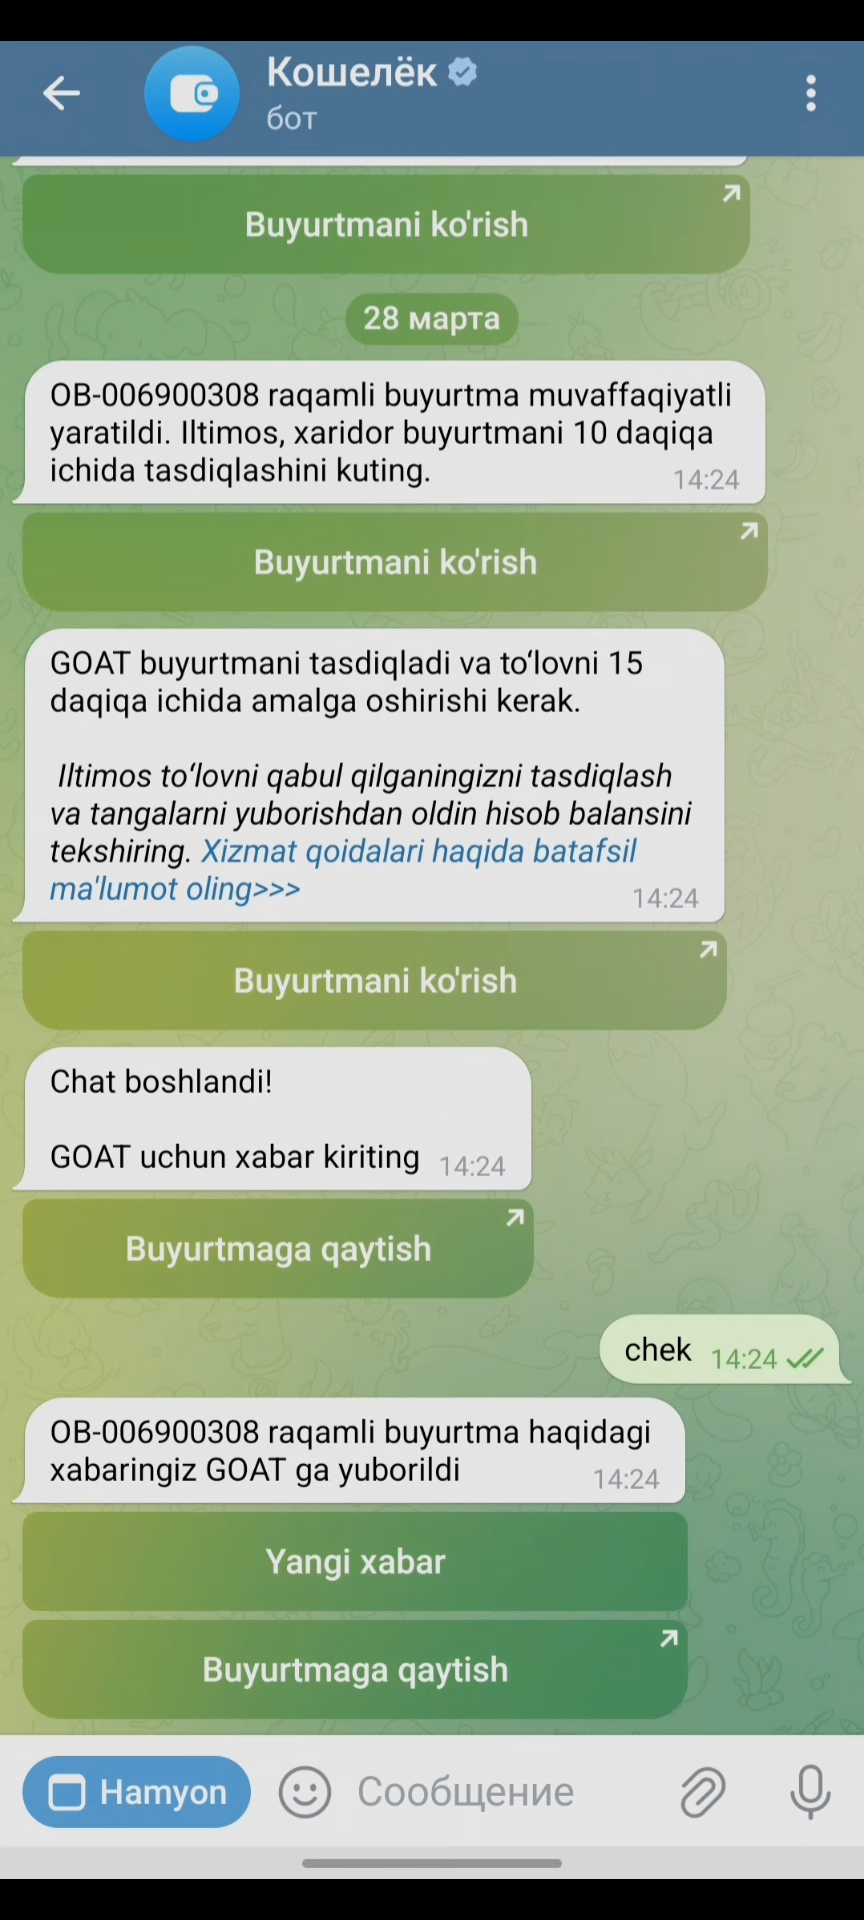 Кошелёк
бот
Buyurtmani ko'rish
28 марта
OB-006900308 raqamli buyurtma muvaffaqiyatli
yaratildi. Iltimos, xaridor buyurtmani 10 daqiqa
ichida tasdiqlashini kuting.
14:24
Buyurtmani ko'rish
GOAT buyurtmani tasdiqladi va to‘lovni 15
daqiqa ichida amalga oshirishi kerak.
Iltimos to‘lovni qabul qilganingizni tasdiqlash
va tangalarni yuborishdan oldin hisob balansini
tekshiring. Xizmat qoidalari haqida batafsil
ma'lumot oling>>>
14:24
Buyurtmani ko'rish
Chat boshlandi!
GOAT uchun xabar kiriting 14:24
Buyurtmaga qaytish
chek 14:24
OB-006900308 raqamli buyurtma haqidagi
xabaringiz GOAT ga yuborildi
14:24
Yangi xabar
Buyurtmaga qaytish
Hamyon Сообщение